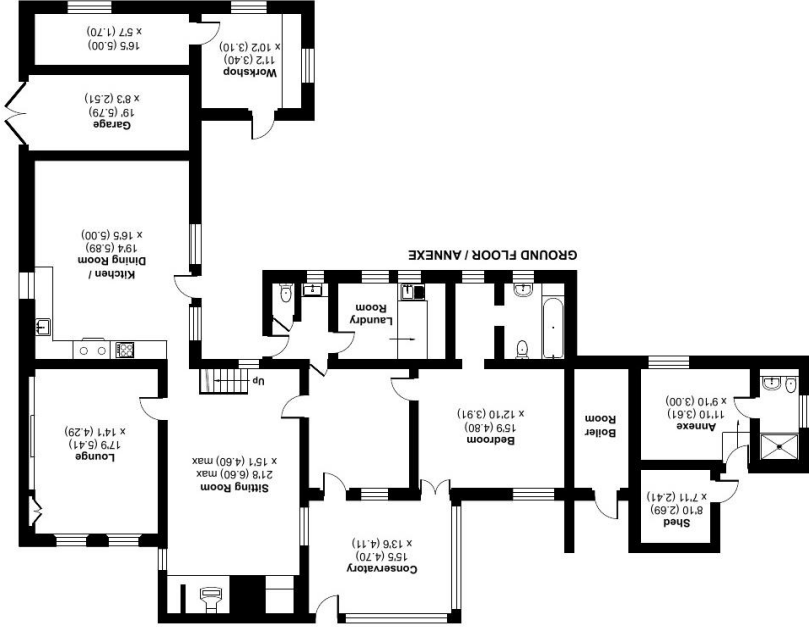 Conservatory
15'5 (4.70)
x 13'6 (4.11)
Shed
8'10 (2.69)
x 7'11 (2.41)
Sitting Room
21'8 (6.60) max
x 15'1 (4.60) max
Lounge
17'9 (5.41)
x 14'1 (4.29)
Bedroom
15'9 (4.80)
x 12'10 (3.91)
Boiler
Room
Annexe
11'10 (3.61)
x 9'10 (3.00)
Up
Laundry
Room
Kitchen /
Dining Room
19'4 (5.89)
x 16'5 (5.00)
GROUND FLOOR / ANNEXE
Garage
19' (5.79)
x 8'3 (2.51)
Workshop
11'2 (3.40)
x 10'2 (3.10)
16'5 (5.00)
x 5'7 (1.70)